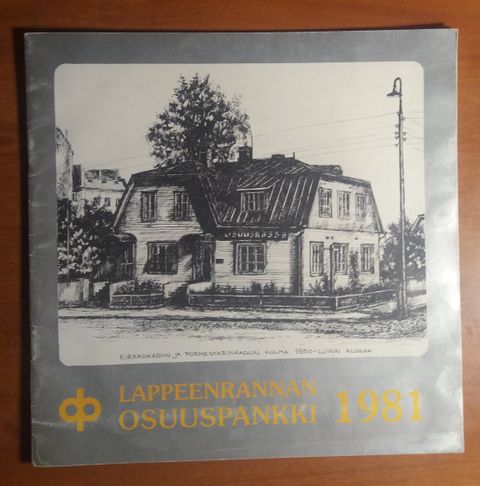 OSUUSKASSA
KIRKKOKADUN JA PORMESTARINKADUN KULMA 1950-LUVUN ALUSSA
LAPPEENRANNAN
OSUUSPANKKI 1981